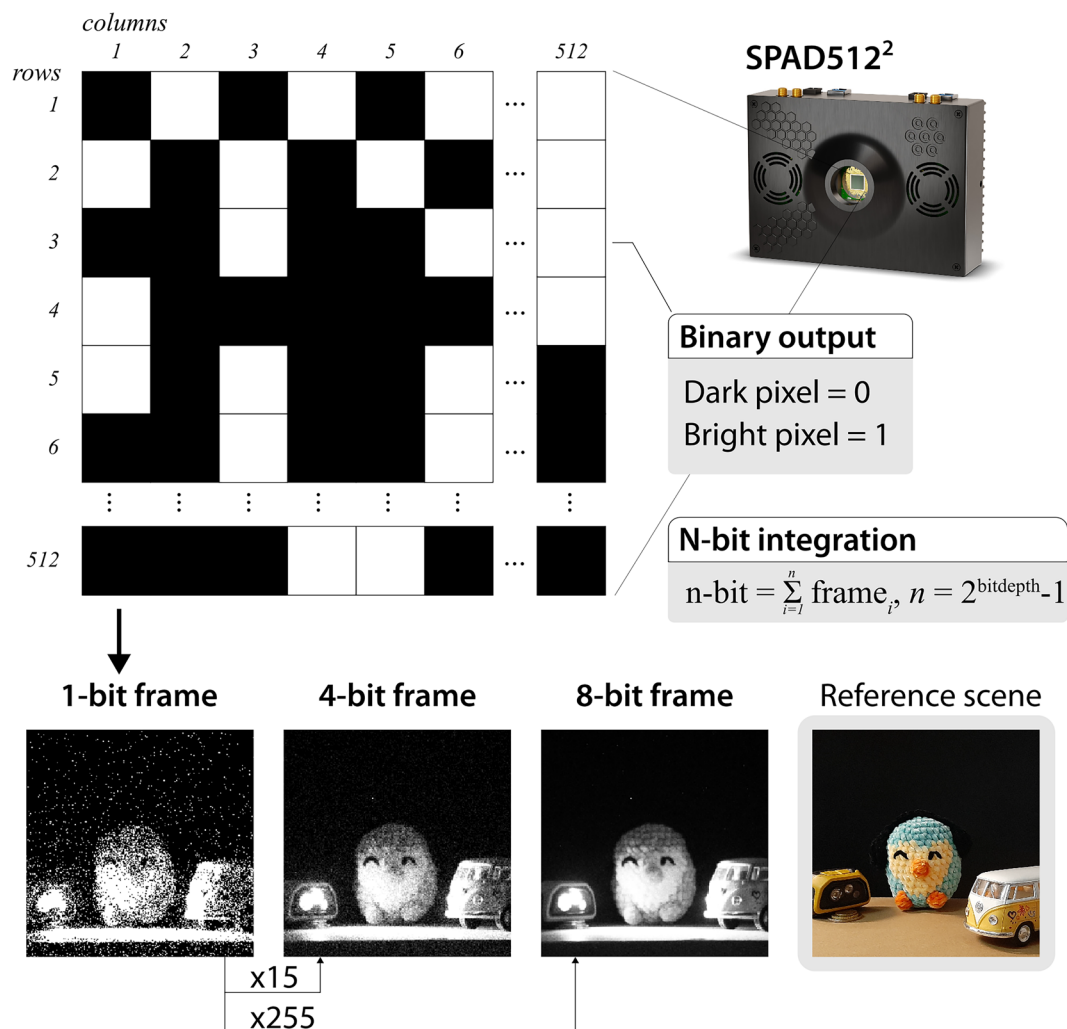 columns
1 2 3 4 5 6 512
rows
1 ...
2 ...
3 ...
4 ...
5 ...
6 ...
⋮ ⋮ ⋮ ⋮ ⋮ ⋮ ⋮
512 ...
SPAD512²
Binary output
Dark pixel = 0
Bright pixel = 1
N-bit integration
n-bit = Σⁿᵢ₌₁ frameᵢ, n = 2^bitdepth-1
1-bit frame
4-bit frame
8-bit frame
Reference scene
x15
x255